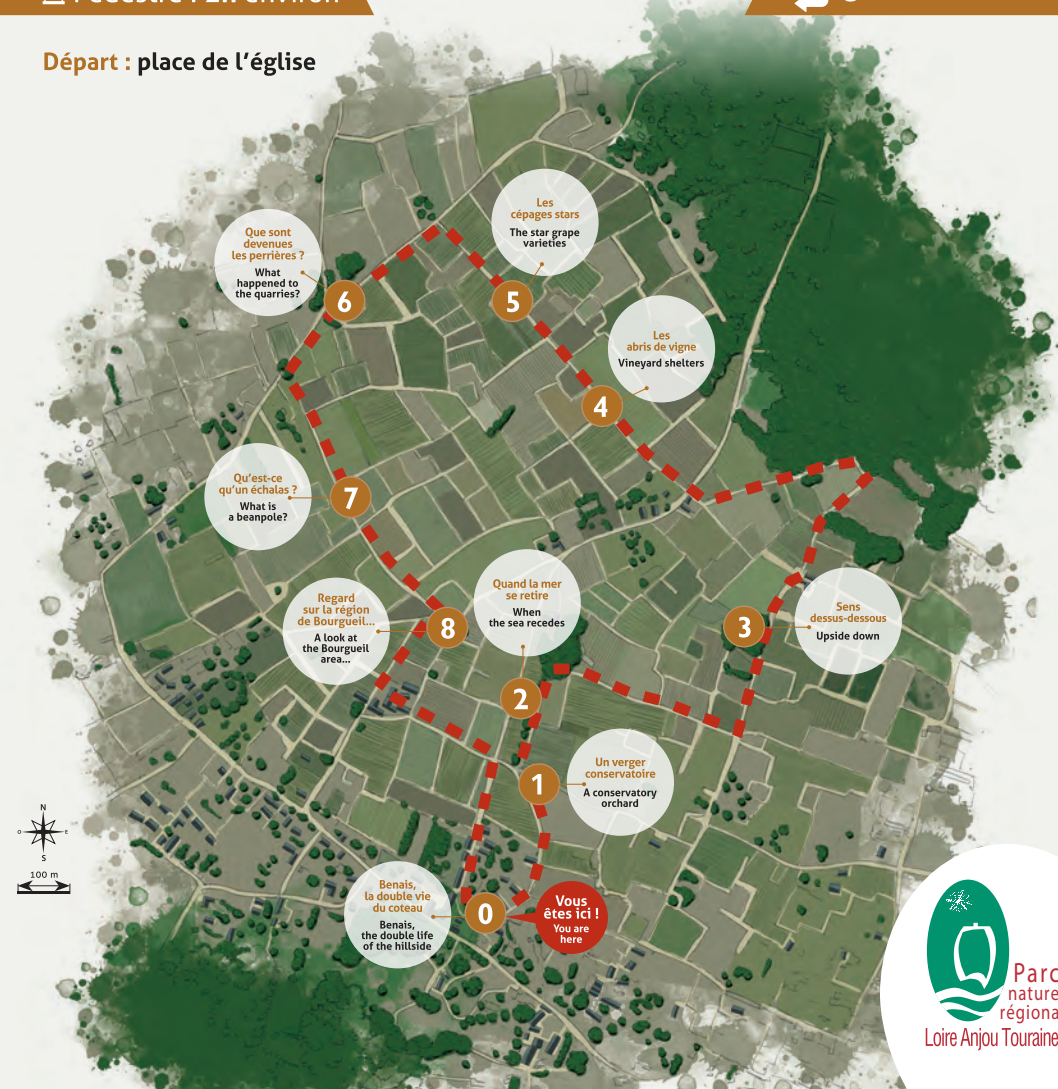 Départ : place de l'église
Les
cépages stars
The star grape
varieties
Que sont
devenues
les perrières ?
What
happened to
the quarries?
6
5
Les
abris de vigne
Vineyard shelters
4
Qu'est-ce
qu'un échalas ?
What is
a beanpole?
7
Quand la mer
se retire
When
the sea recedes
Regard
sur la région
de Bourgueil...
A look at
the Bourgueil
area...
8
3
Sens
dessus-dessous
Upside down
2
Un verger
conservatoire
A conservatory
orchard
1
N
O
E
S
100 m
Benais,
la double vie
du coteau
Benais,
the double life
of the hillside
0
Vous
êtes ici !
You are
here
Parc
nature
régiona
Loire Anjou Touraine